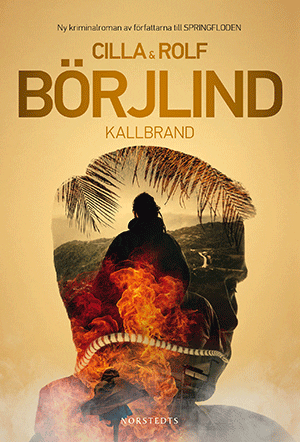 Ny kriminalroman av författarna till SPRINGFLODEN
CILLA & ROLF
BÖRJLIND
KALLBRAND
NORSTEDTS